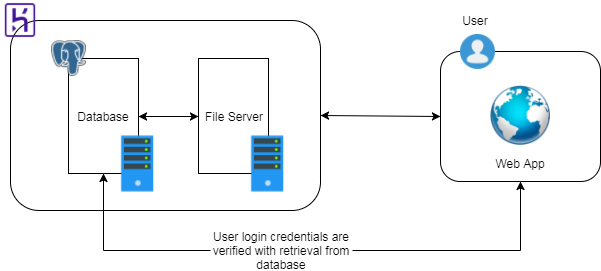 User
Database
File Server
Web App
User login credentials are
verified with retrieval from
database